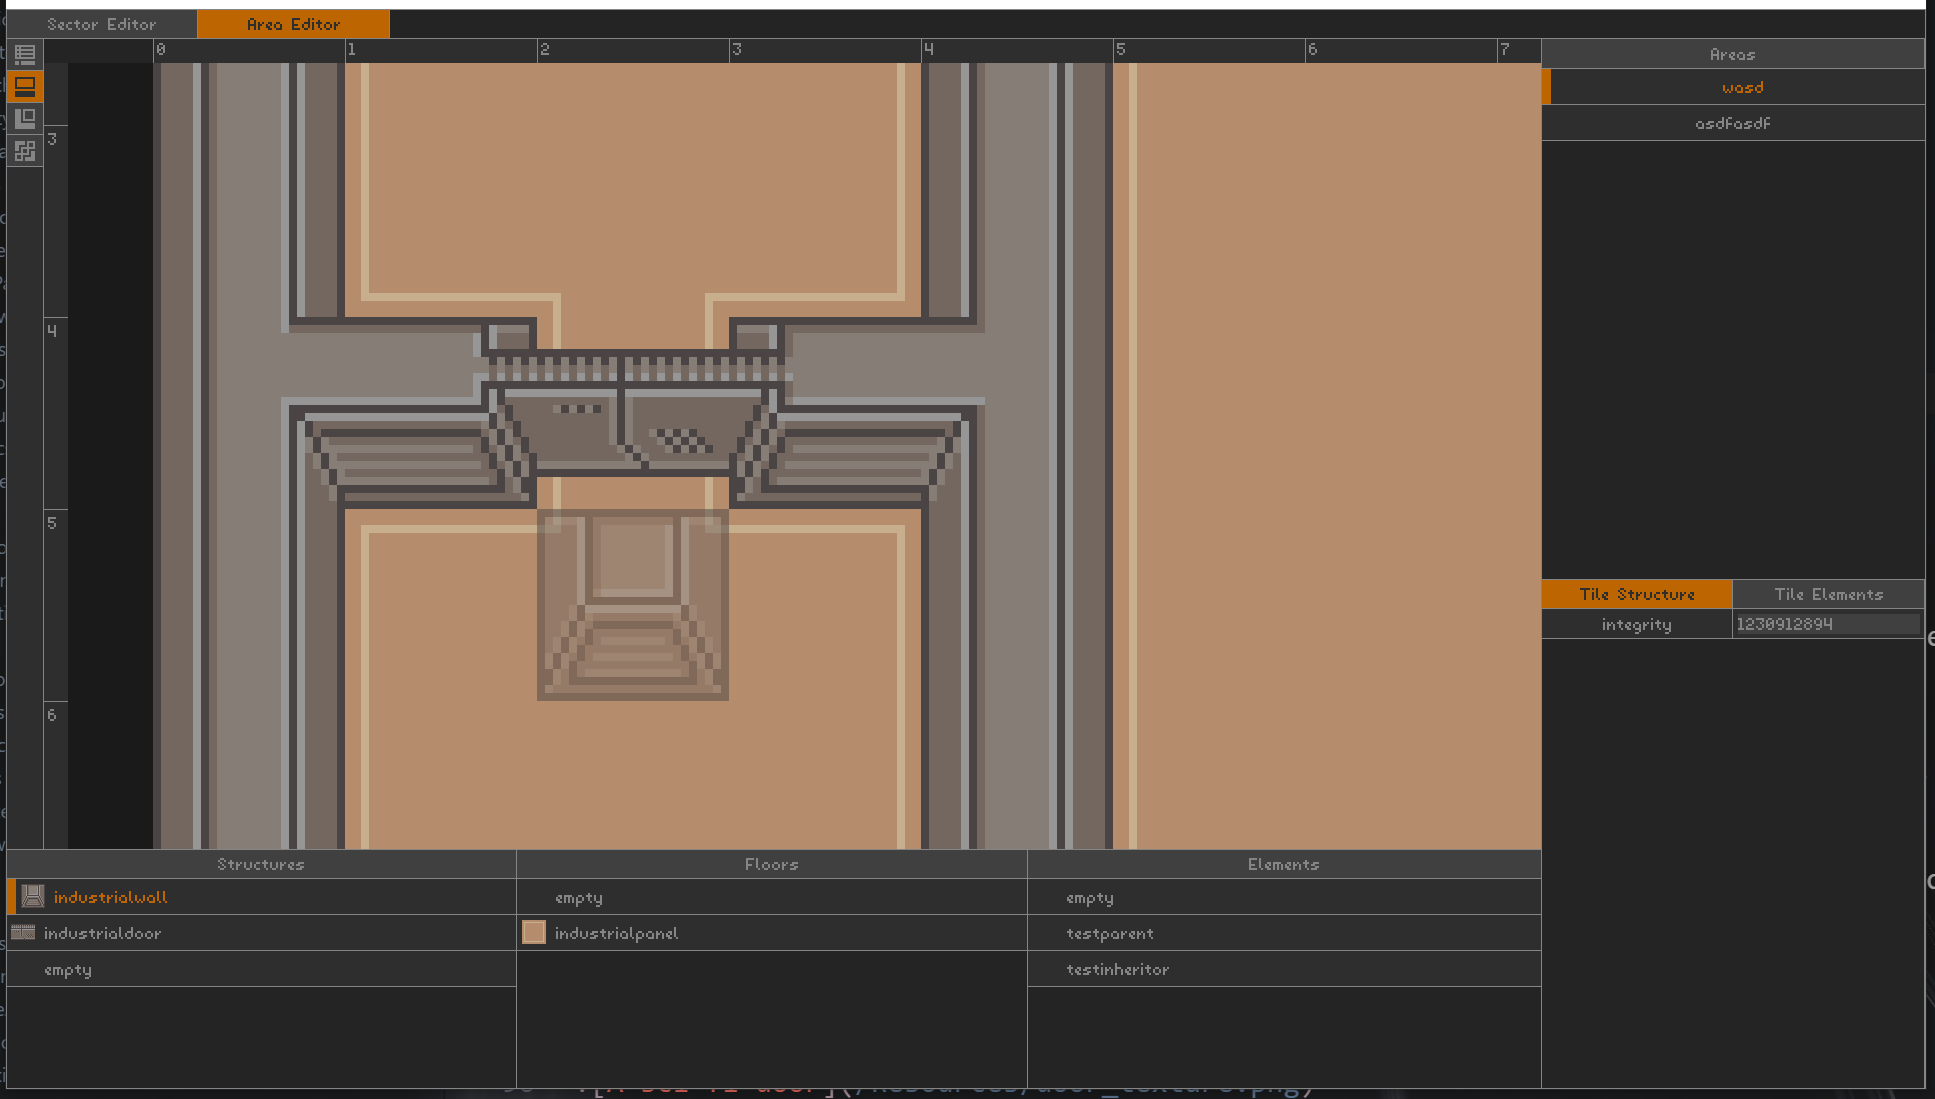 Sector Editor Area Editor
0 1 2 3 4 5 6 7
Areas
wasd
asdfasdf
3
4
5
6
Tile Structure Tile Elements
integrity 1230912894
Structures Floors Elements
industrialwall empty empty
industrialdoor industrialpanel testparent
empty testinheritor